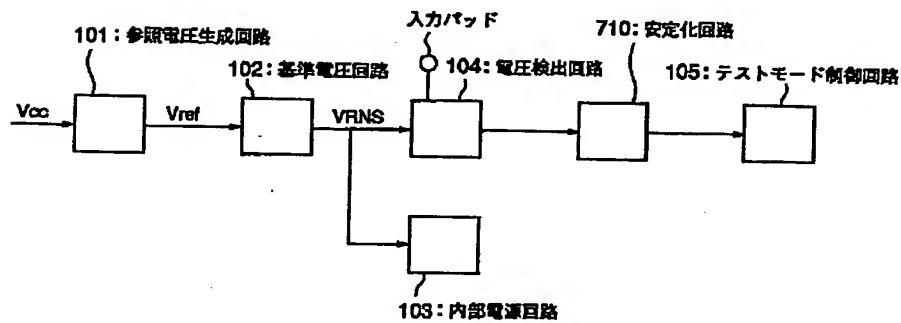 入力パッド
101：参照電圧生成回路
710：安定化回路
102：基準電圧回路
104：電圧検出回路
105：テストモード制御回路
Vcc
Vref
VRNS
103：内部電源回路